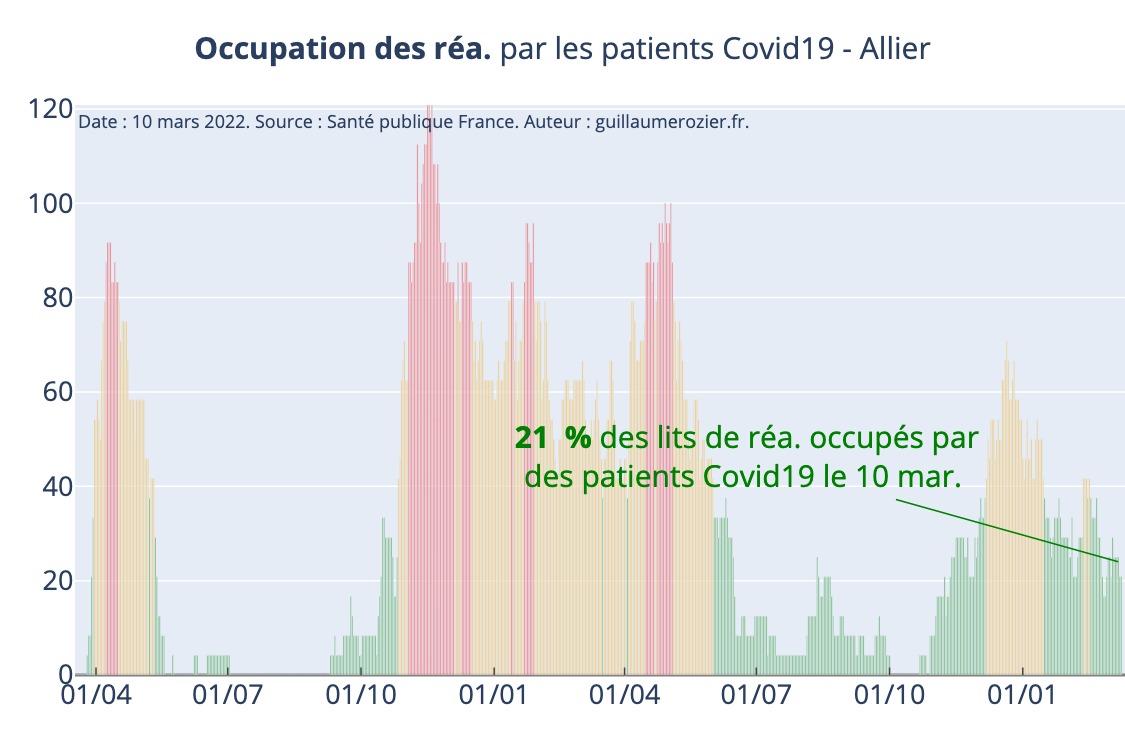 Occupation des réa. par les patients Covid19 - Allier
120
Date : 10 mars 2022. Source : Santé publique France. Auteur : guillaumerozier.fr.
100
80
60
21 % des lits de réa. occupés par
des patients Covid19 le 10 mar.
40
20
0
01/04 01/07 01/10 01/01 01/04 01/07 01/10 01/01